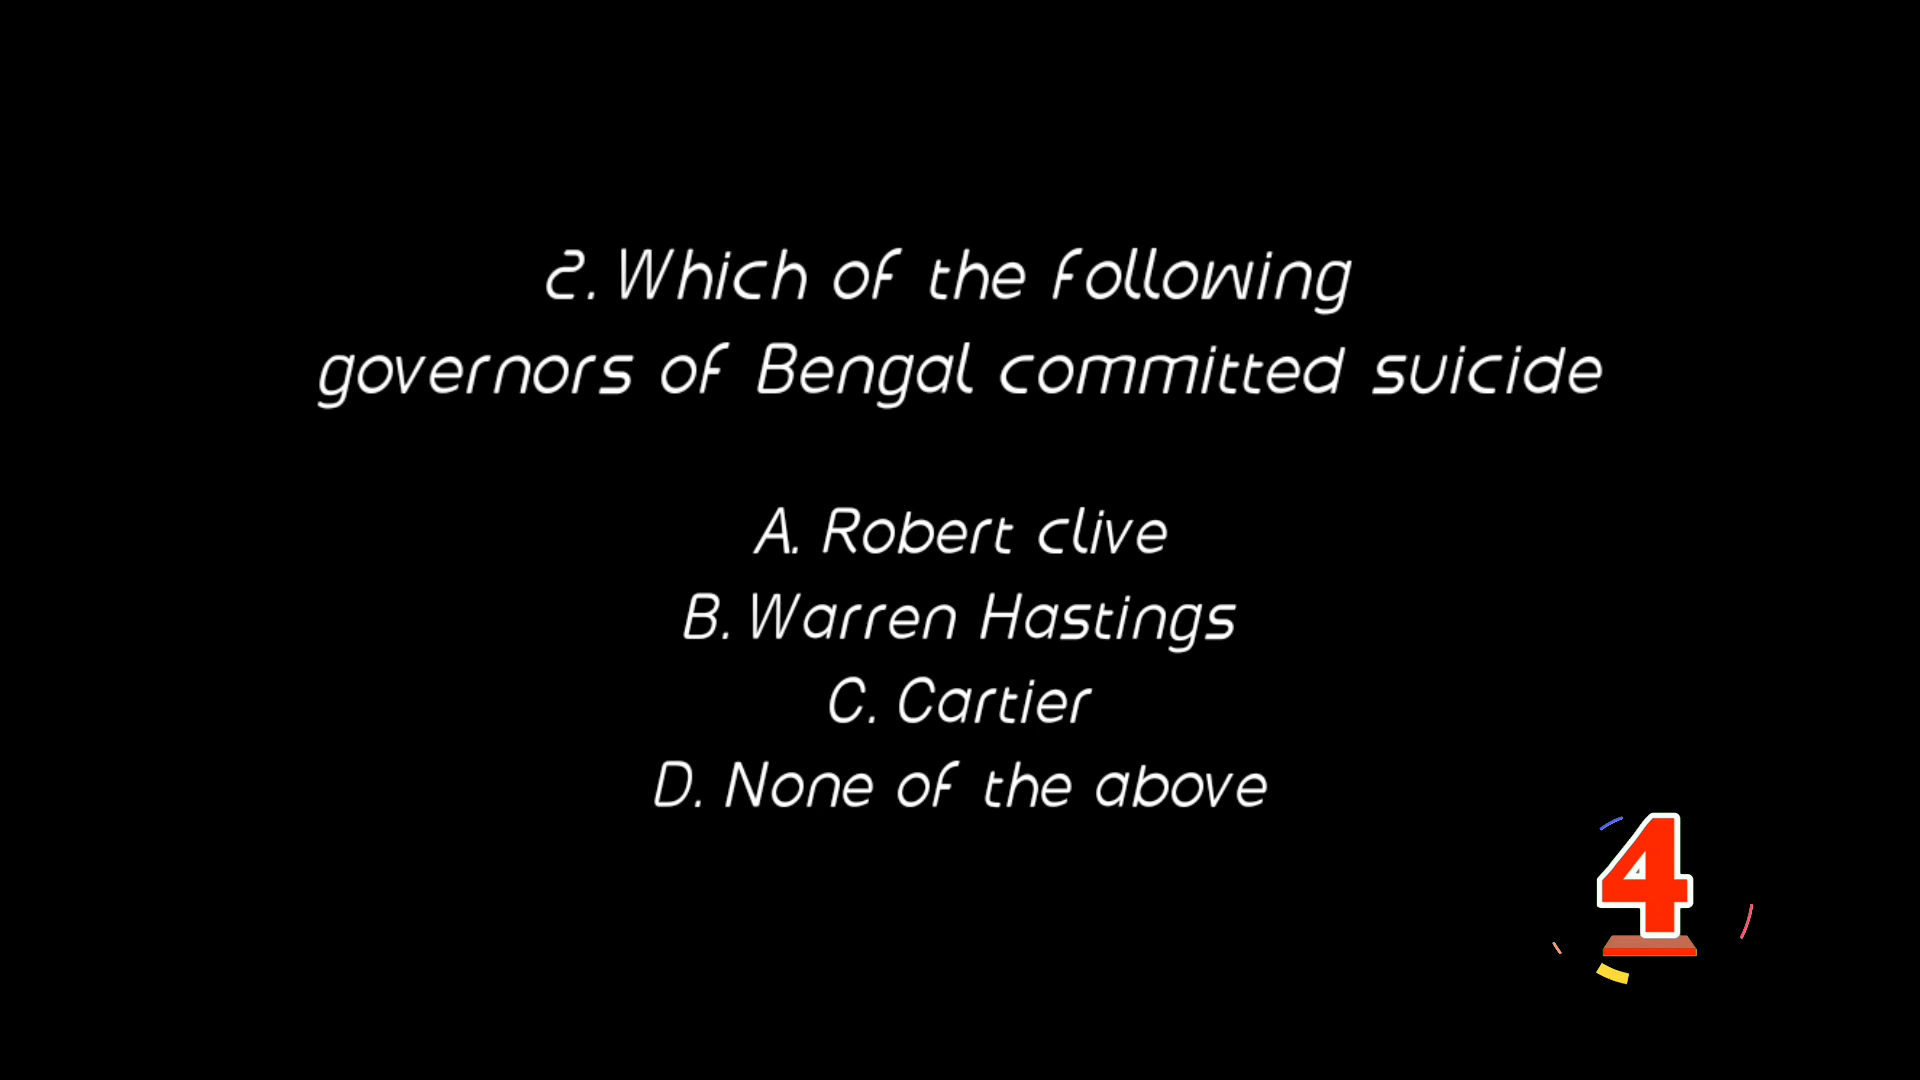 2. Which of the following
governors of Bengal committed suicide
A. Robert clive
B. Warren Hastings
C. Cartier
D. None of the above
4